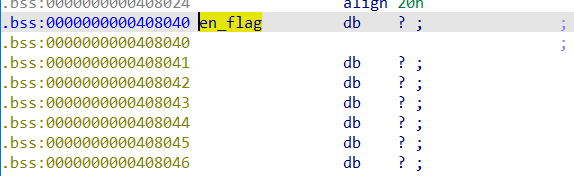 .bss:0000000000408024 align 20h
.bss:0000000000408040 en_flag db ? ; ;
.bss:0000000000408040 ;
.bss:0000000000408041 db ? ;
.bss:0000000000408042 db ? ;
.bss:0000000000408043 db ? ;
.bss:0000000000408044 db ? ;
.bss:0000000000408045 db ? ;
.bss:0000000000408046 db ? ;